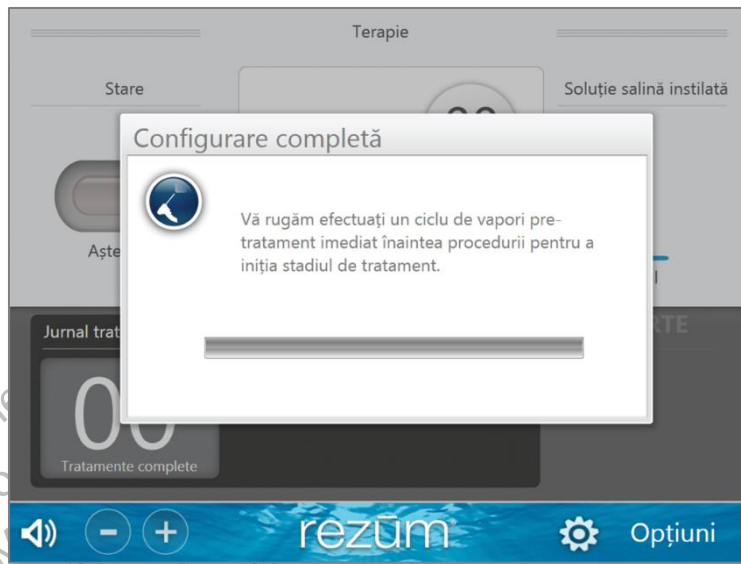 Terapie
Stare
Soluție salină instilată
Configurare completă
Vă rugăm efectuați un ciclu de vapori pre-
tratament imediat înaintea procedurii pentru a
iniția stadiul de tratament.
Aște
Jurnal trat
00
Tratamente complete
rezūm
Opțiuni